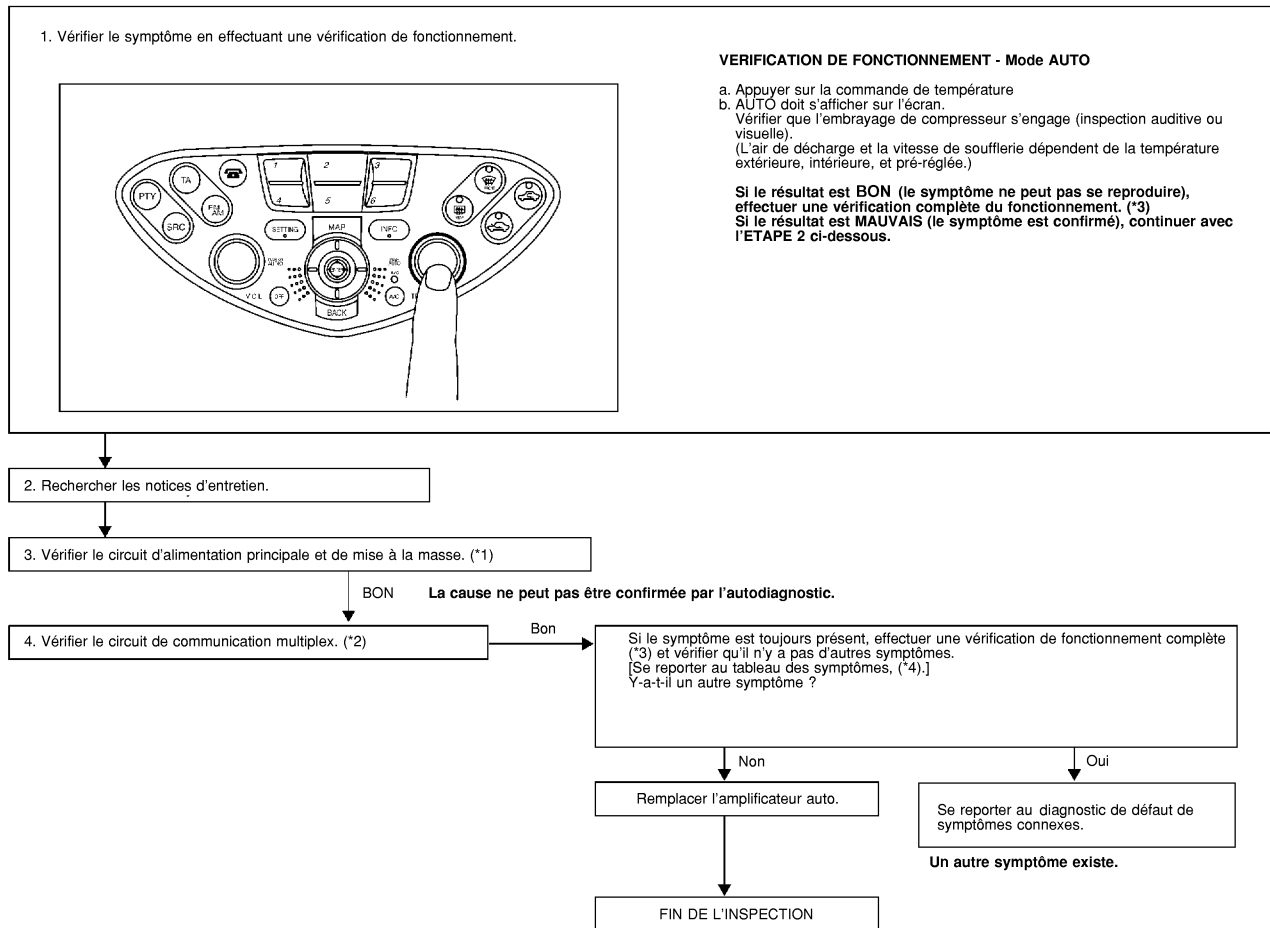 1. Vérifier le symptôme en effectuant une vérification de fonctionnement.
VERIFICATION DE FONCTIONNEMENT - Mode AUTO
a. Appuyer sur la commande de température
b. AUTO doit s'afficher sur l'écran.
Vérifier que l'embrayage de compresseur s'engage (inspection auditive ou
visuelle).
(L'air de décharge et la vitesse de soufflerie dépendent de la température
extérieure, intérieure, et pré-réglée.)
Si le résultat est BON (le symptôme ne peut pas se reproduire),
effectuer une vérification complète du fonctionnement. (*3)
Si le résultat est MAUVAIS (le symptôme est confirmé), continuer avec
l'ETAPE 2 ci-dessous.
PTY
TA
SRC
FM
AM
1
2
3
4
5
6
SETTING
MAP
INFO
OFF
A/C
BACK
2. Rechercher les notices d'entretien.
3. Vérifier le circuit d'alimentation principale et de mise à la masse. (*1)
BON
La cause ne peut pas être confirmée par l'autodiagnostic.
4. Vérifier le circuit de communication multiplex. (*2)
Bon
Si le symptôme est toujours présent, effectuer une vérification de fonctionnement complète
(*3) et vérifier qu'il n'y a pas d'autres symptômes.
[Se reporter au tableau des symptômes, (*4).]
Y-a-t-il un autre symptôme ?
Non
Oui
Remplacer l'amplificateur auto.
Se reporter au diagnostic de défaut de
symptômes connexes.
Un autre symptôme existe.
FIN DE L'INSPECTION